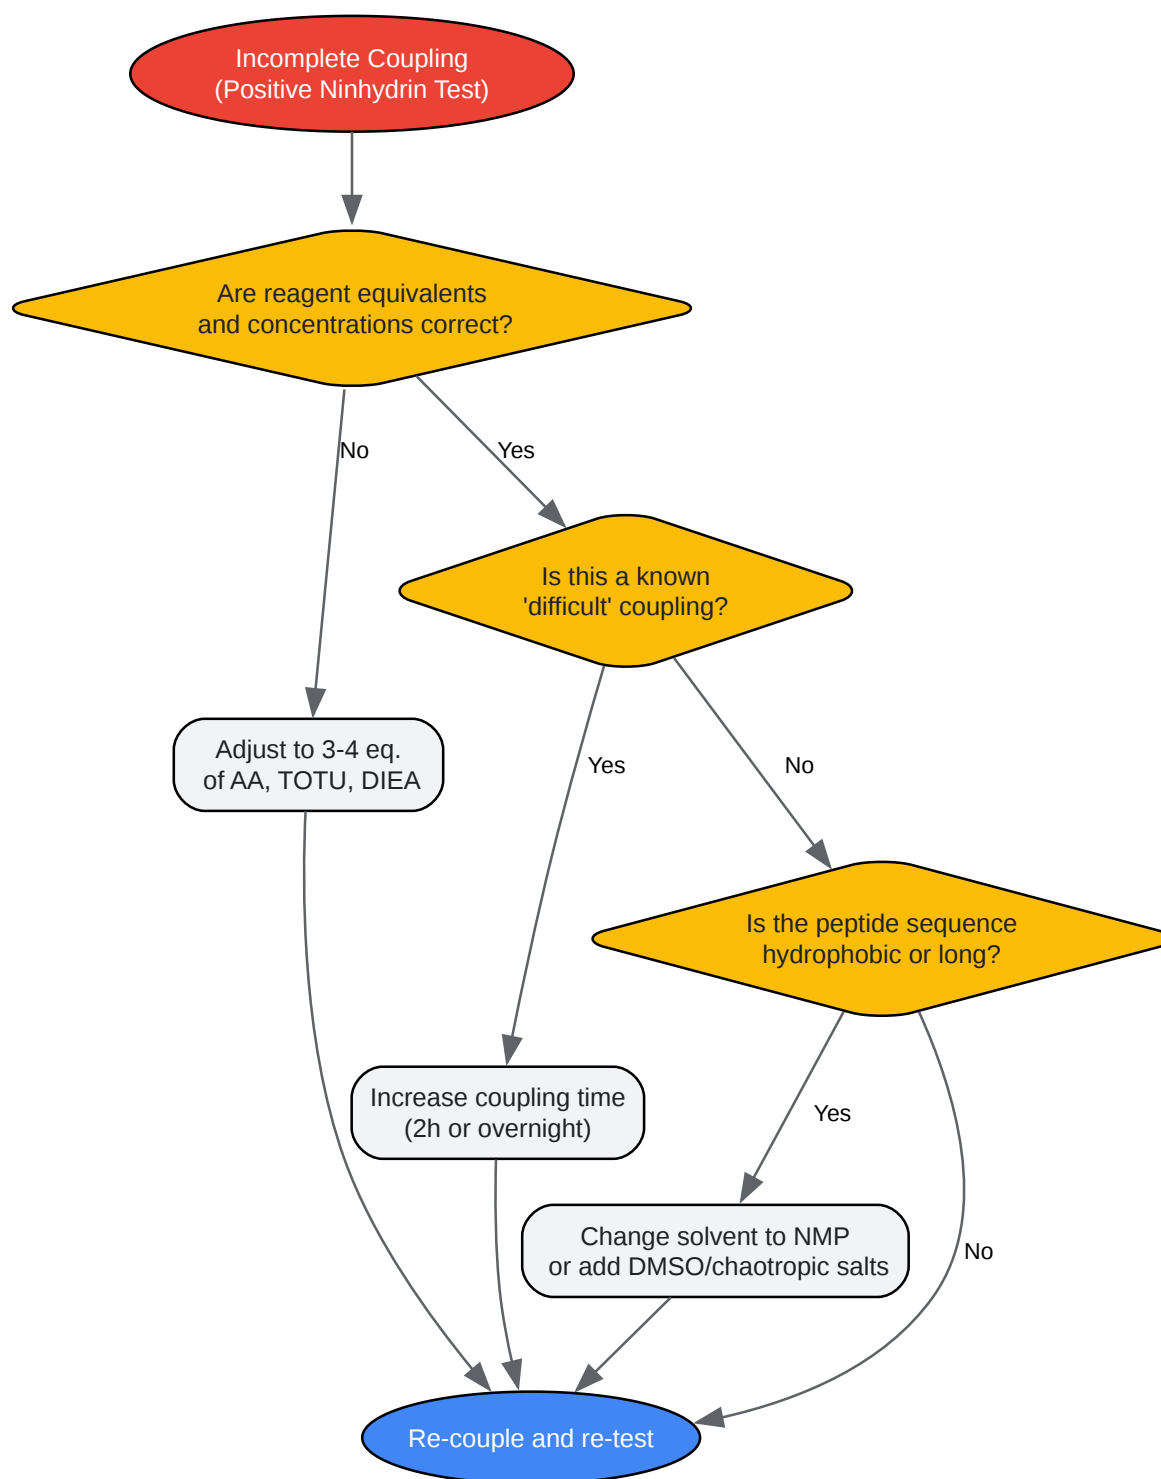 Incomplete Coupling
(Positive Ninhydrin Test)
Are reagent equivalents
and concentrations correct?
No
Yes
Is this a known
'difficult' coupling?
Adjust to 3-4 eq.
of AA, TOTU, DIEA
Yes
No
Is the peptide sequence
hydrophobic or long?
Increase coupling time
(2h or overnight)
Yes
Change solvent to NMP
or add DMSO/chaotropic salts
No
Re-couple and re-test